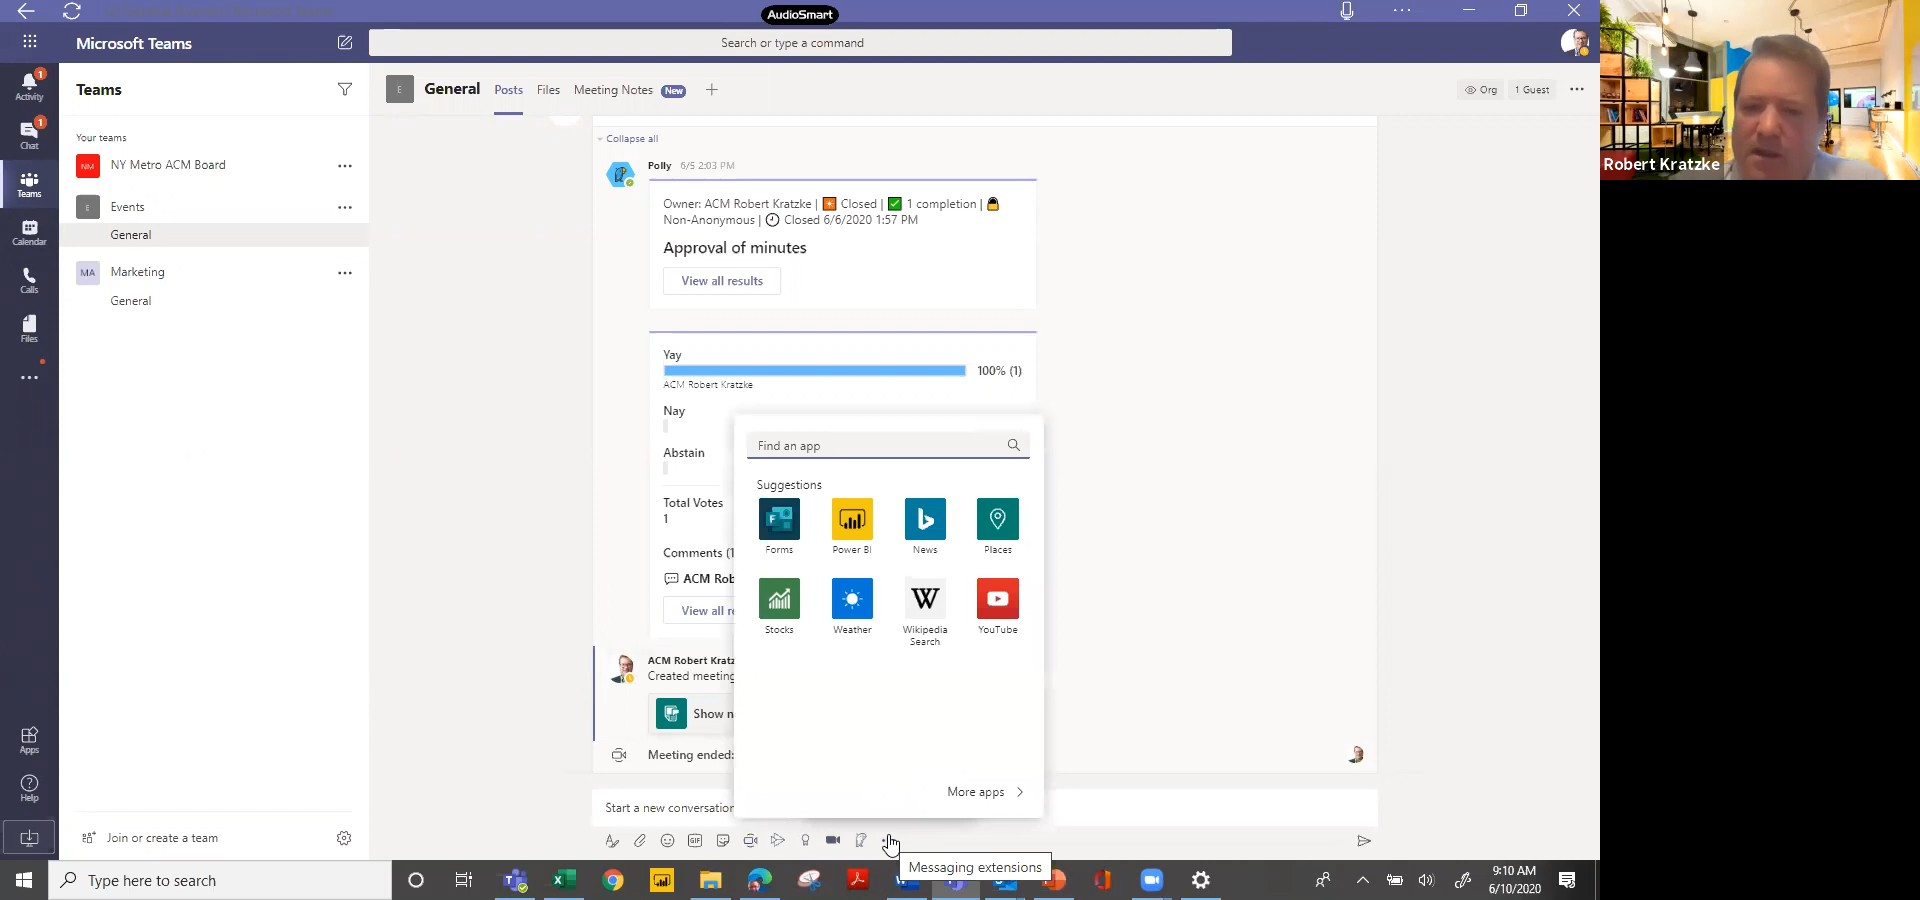 AudioSmart
Microsoft Teams
Search or type a command
Activity
1
Chat
1
Teams
Calendar
Calls
Files
Apps
Help
Teams
Your teams
NM
NY Metro ACM Board
E
Events
General
MA
Marketing
General
Join or create a team
E
General
Posts
Files
Meeting Notes
New
Org
1 Guest
Collapse all
Polly 6/5 2:03 PM
Owner: ACM Robert Kratzke | Closed | 1 completion |
Non-Anonymous | Closed 6/6/2020 1:57 PM
Approval of minutes
View all results
Yay
100% (1)
ACM Robert Kratzke
Nay
Abstain
Total Votes
1
Comments (1
ACM Rob
View all re
ACM Robert Kratz
Created meeting
Show n
Meeting ended:
Start a new conversation
GIF
Find an app
Suggestions
Forms
Power BI
News
Places
Stocks
Weather
Wikipedia
Search
YouTube
More apps
Messaging extensions
Type here to search
9:10 AM
6/10/2020
Robert Kratzke